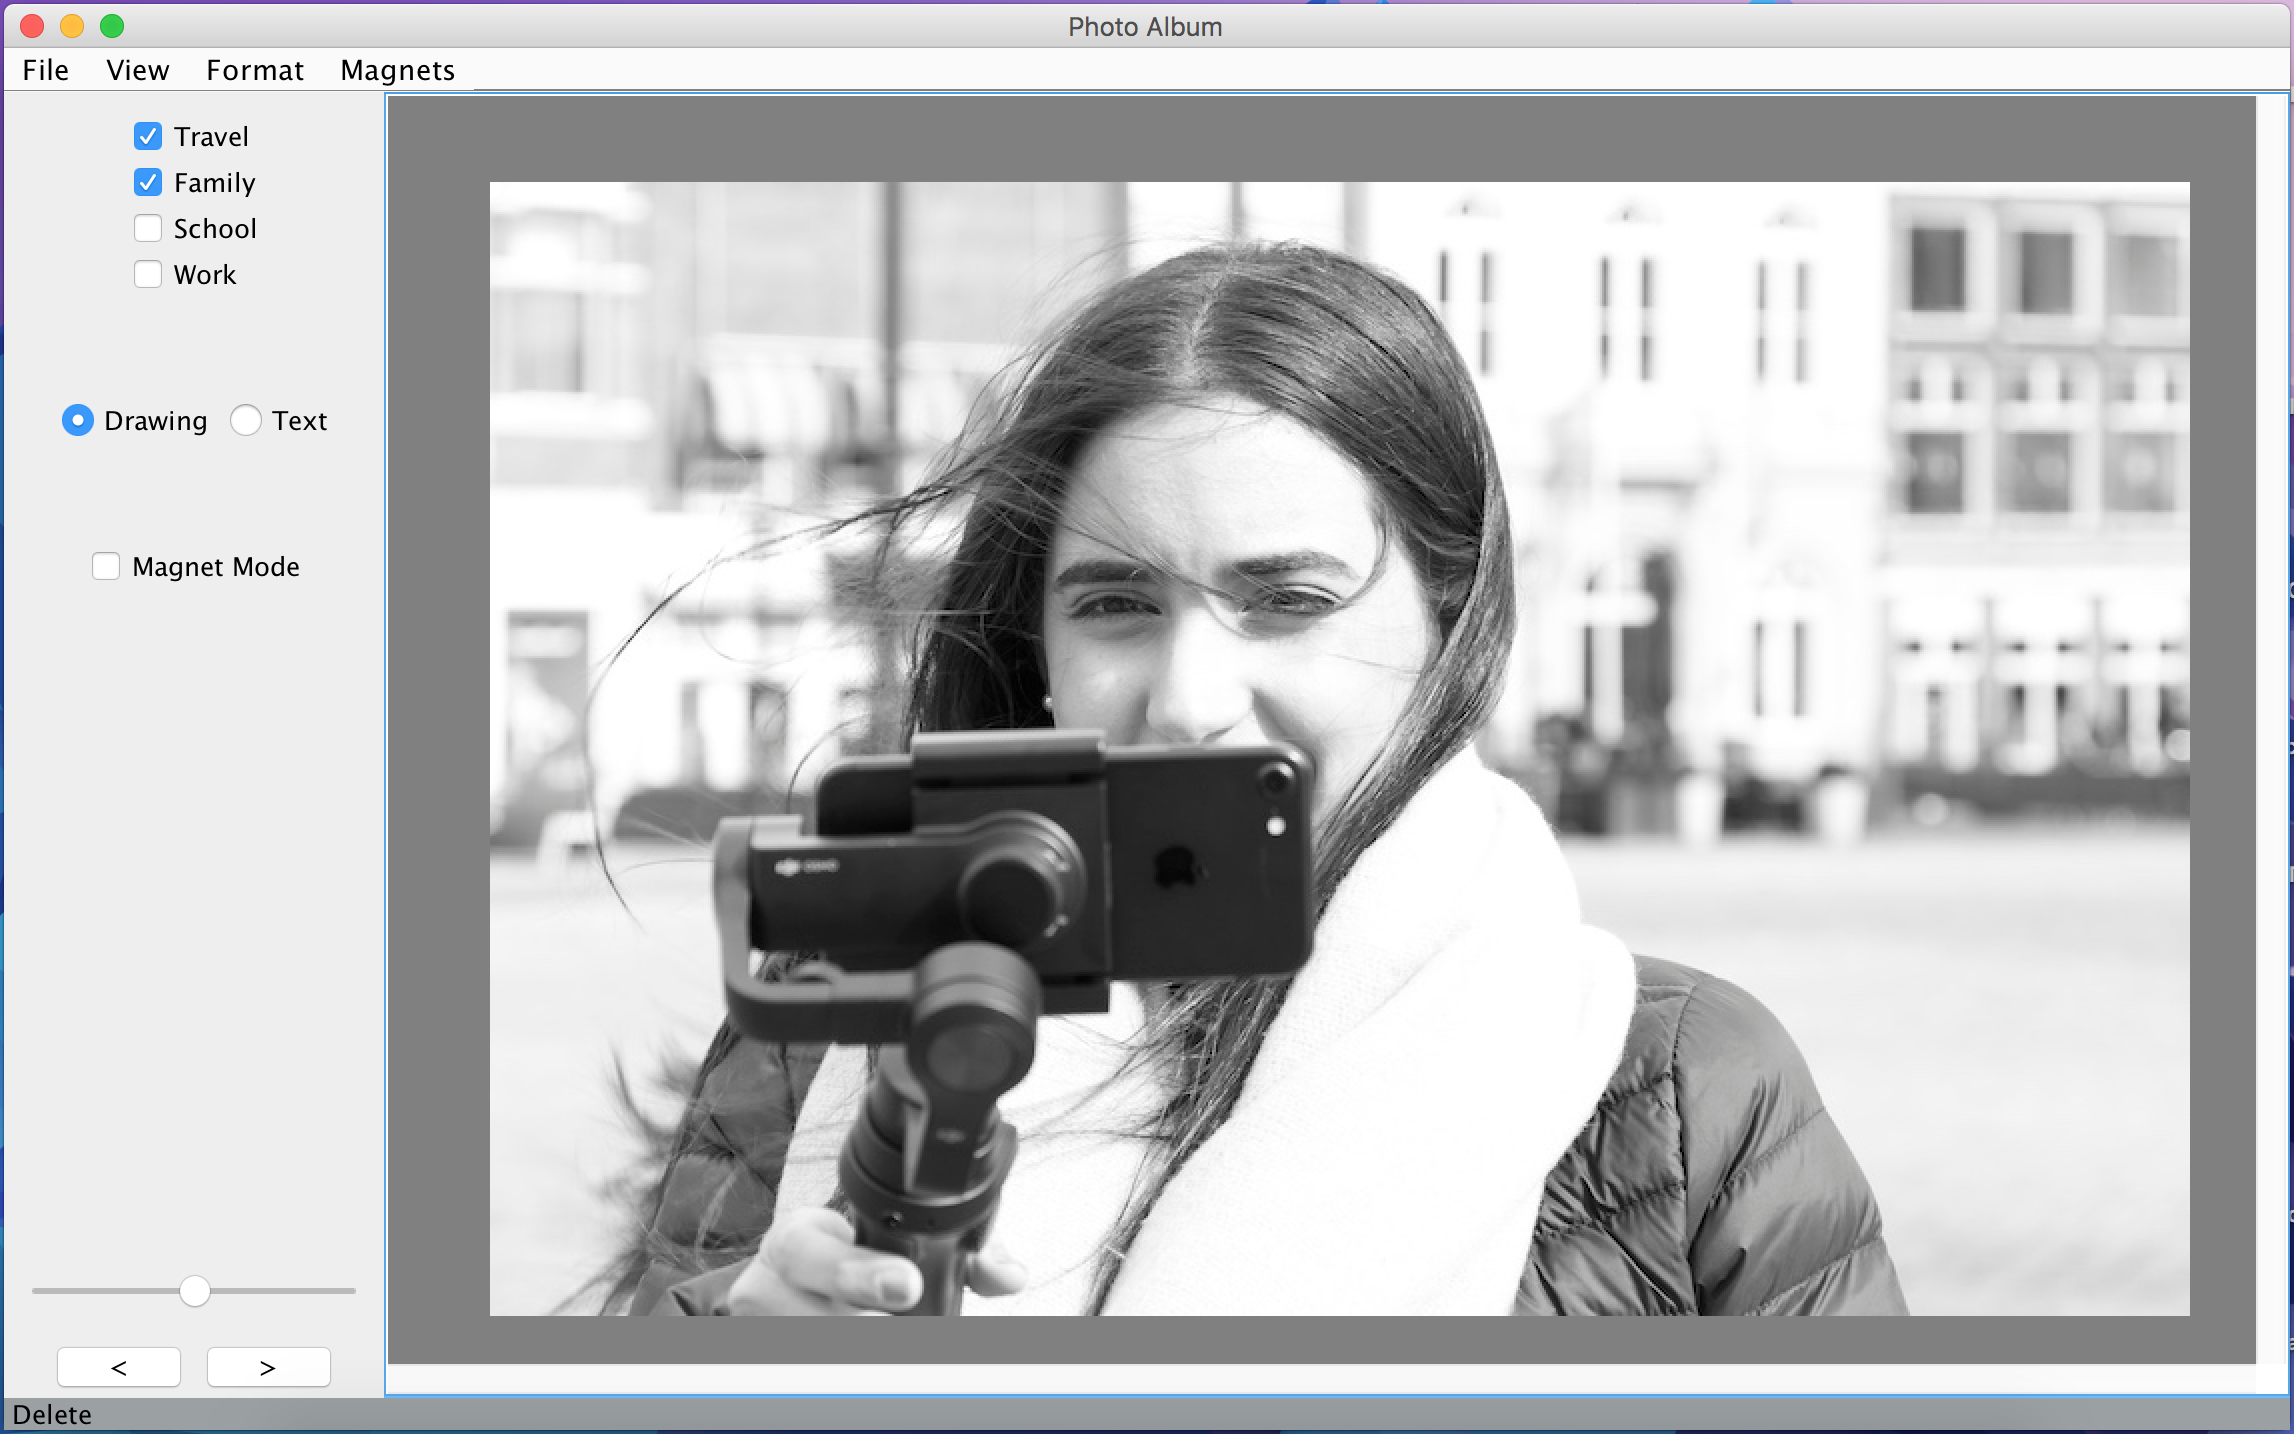 Photo Album
File View Format Magnets
Travel
Family
School
Work
Drawing Text
Magnet Mode
< >
Delete